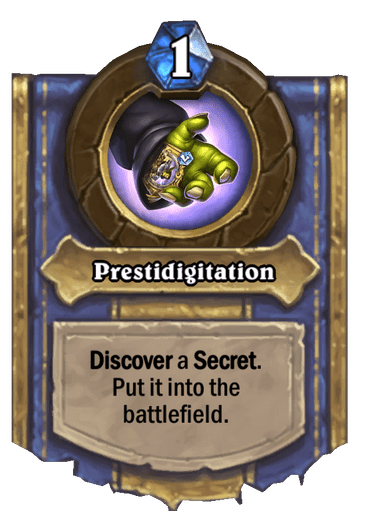 1
Prestidigitation
Discover a Secret.
Put it into the
battlefield.